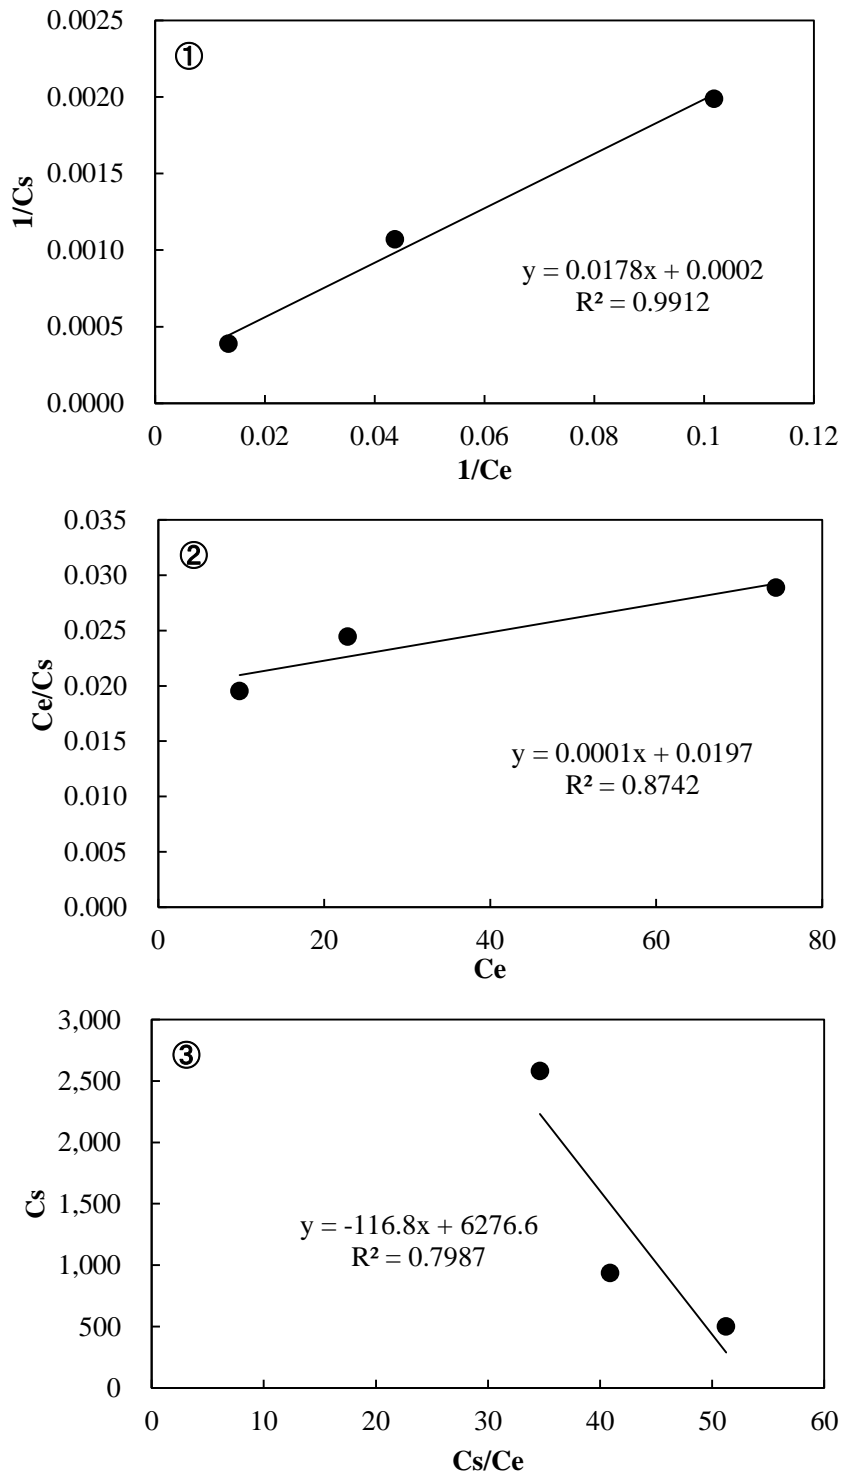 ①
0.0025
0.0020
0.0015
0.0010
0.0005
0.0000
1/Cs
y = 0.0178x + 0.0002
R² = 0.9912
0 0.02 0.04 0.06 0.08 0.1 0.12
1/Ce
②
0.035
0.030
0.025
0.020
0.015
0.010
0.005
0.000
Ce/Cs
y = 0.0001x + 0.0197
R² = 0.8742
0 20 40 60 80
Ce
③
3,000
2,500
2,000
1,500
1,000
500
0
Cs
y = -116.8x + 6276.6
R² = 0.7987
0 10 20 30 40 50 60
Cs/Ce